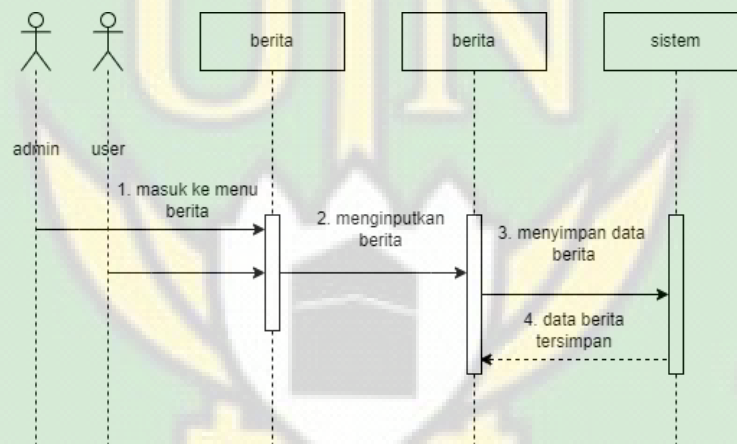 berita
berita
sistem
admin
user
1. masuk ke menu
berita
2. menginputkan
berita
3. menyimpan data
berita
4. data berita
tersimpan
UIN